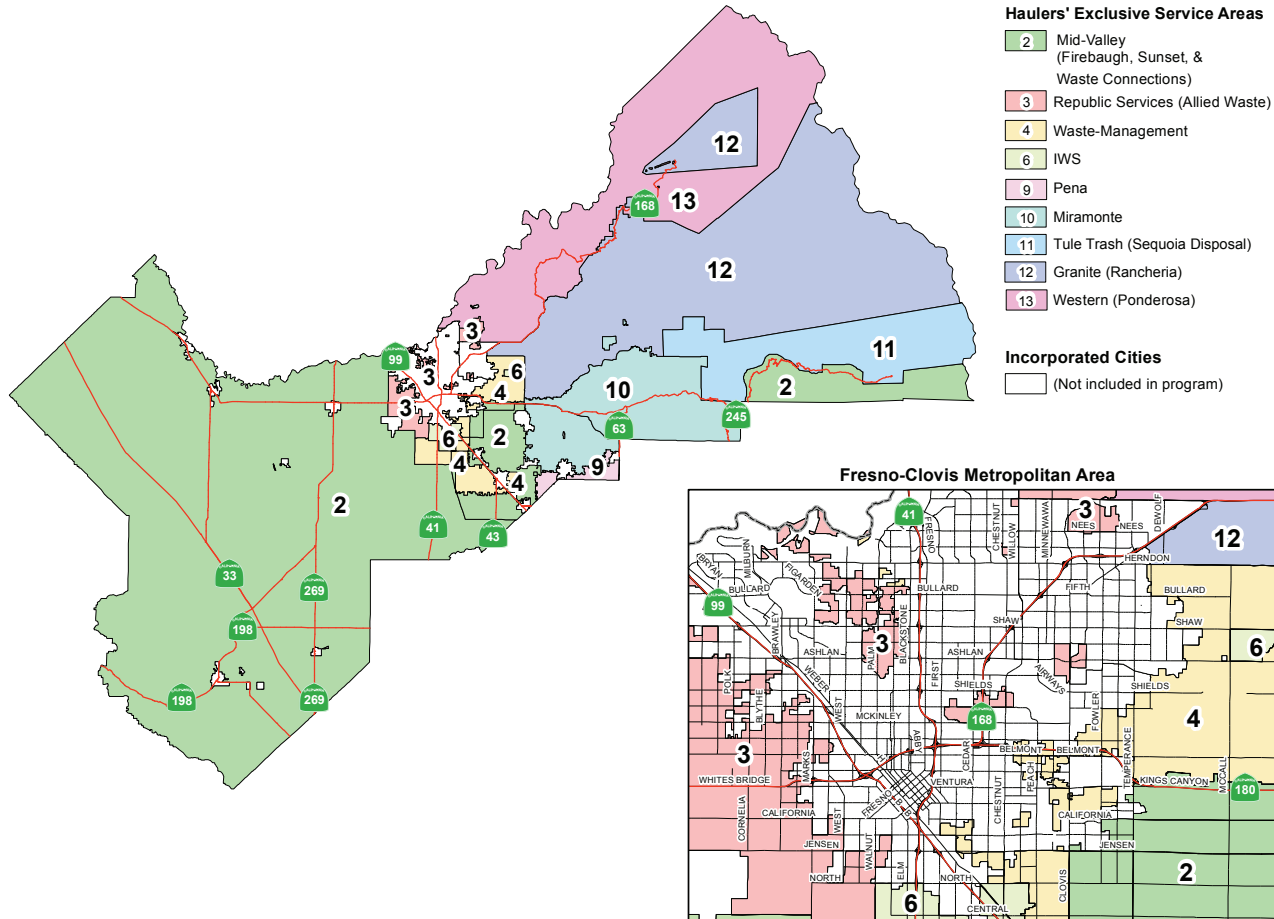 Haulers' Exclusive Service Areas
2 Mid-Valley
(Firebaugh, Sunset, &
Waste Connections)
3 Republic Services (Allied Waste)
4 Waste-Management
6 IWS
9 Pena
10 Miramonte
11 Tule Trash (Sequoia Disposal)
12 Granite (Rancheria)
13 Western (Ponderosa)
Incorporated Cities
(Not included in program)
12
168
13
12
3
99
3
6
11
4
10
2
3
245
6
2
63
4
9
4
2
41
43
33
269
198
198
269
Fresno-Clovis Metropolitan Area
41
FRESNO
CHESTNUT
WILLOW
MINNEWAWA
3
NEES
NEES
DEWOLF
12
HERNDON
BRYAN
MILBURN
FIGARDEN
BULLARD
BULLARD
FIFTH
BULLARD
99
BRAWLEY
PALM
BLACKSTONE
SHAW
SHAW
3
ASHLAN
FIRST
ASHLAN
6
POLK
BLYTHE
WEBER
WEST
SHIELDS
AIRWAYS
SHIELDS
MCKINLEY
168
FOWLER
4
3
ABBY
CEDAR
BELMONT
BELMONT
MARKS
H
TEMPERANCE
WHITES BRIDGE
VENTURA
PEACH
KINGS CANYON
MCCALL
180
FRESNO
B
B
CORNELIA
CALIFORNIA
WEST
CHESTNUT
CALIFORNIA
JENSEN
WALNUT
JENSEN
NORTH
ELM
NORTH
CLOVIS
2
6
CENTRAL